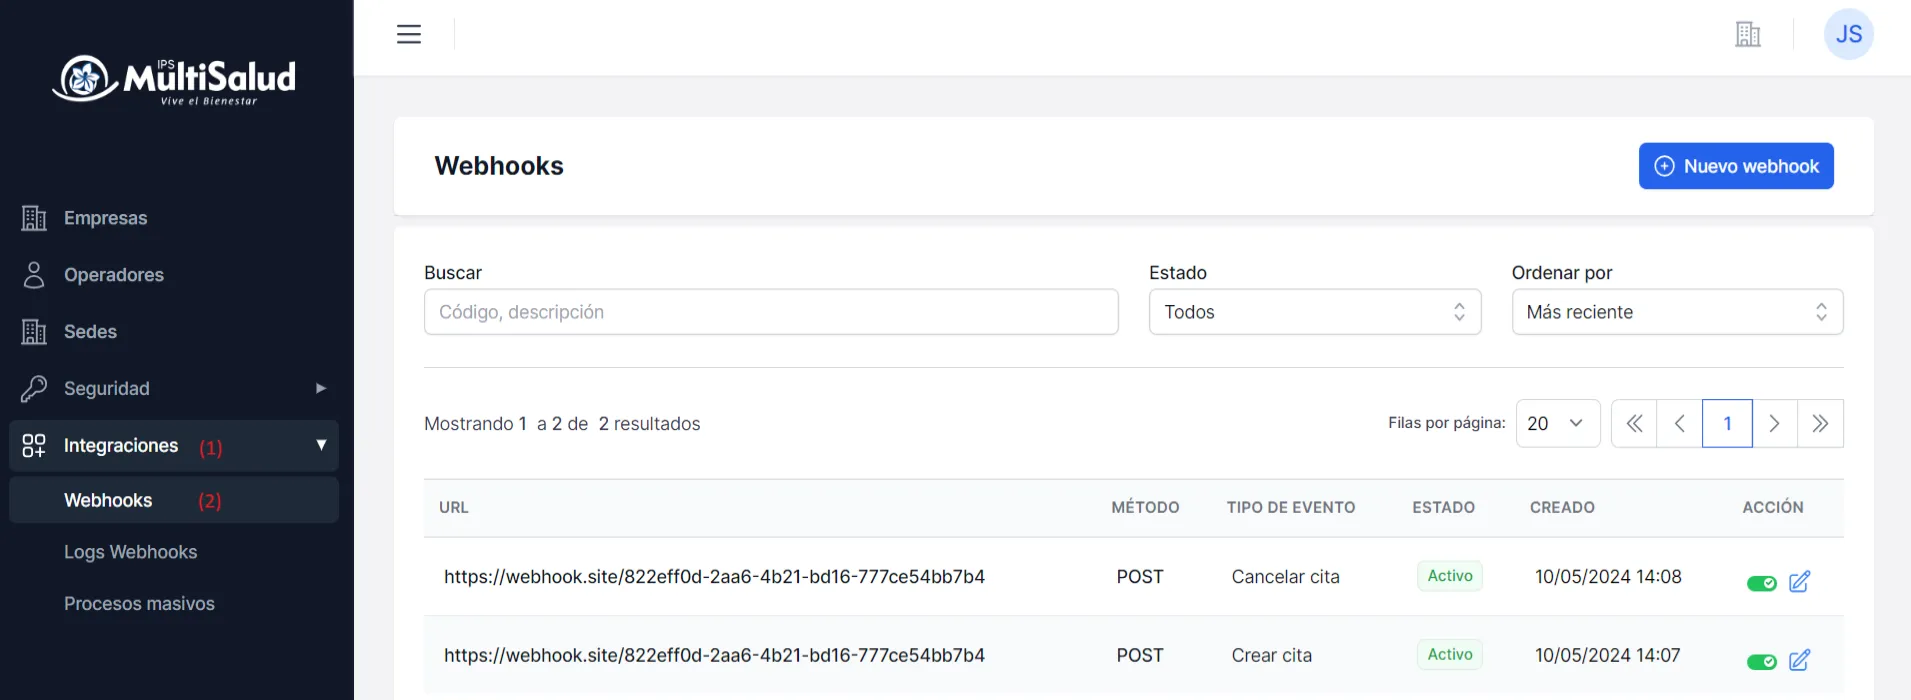 IPS
MultiSalud
Vive el Bienestar
Empresas
Operadores
Sedes
Seguridad
Integraciones (1)
Webhooks (2)
Logs Webhooks
Procesos masivos
JS
Webhooks
Nuevo webhook
Buscar Estado Ordenar por
Código, descripción Todos Más reciente
Mostrando 1 a 2 de 2 resultados Filas por página: 20 1
URL MÉTODO TIPO DE EVENTO ESTADO CREADO ACCIÓN
https://webhook.site/822eff0d-2aa6-4b21-bd16-777ce54bb7b4 POST Cancelar cita Activo 10/05/2024 14:08
https://webhook.site/822eff0d-2aa6-4b21-bd16-777ce54bb7b4 POST Crear cita Activo 10/05/2024 14:07